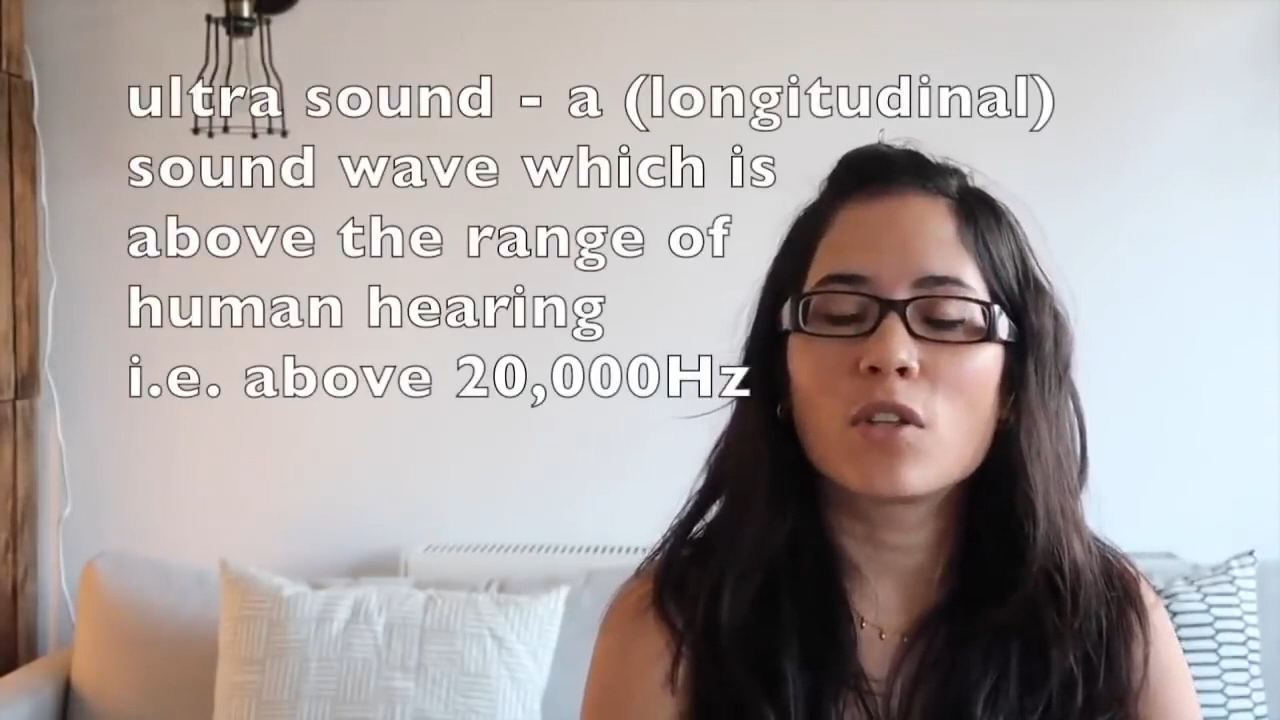 ultra sound - a (longitudinal)
sound wave which is
above the range of
human hearing
i.e. above 20,000Hz